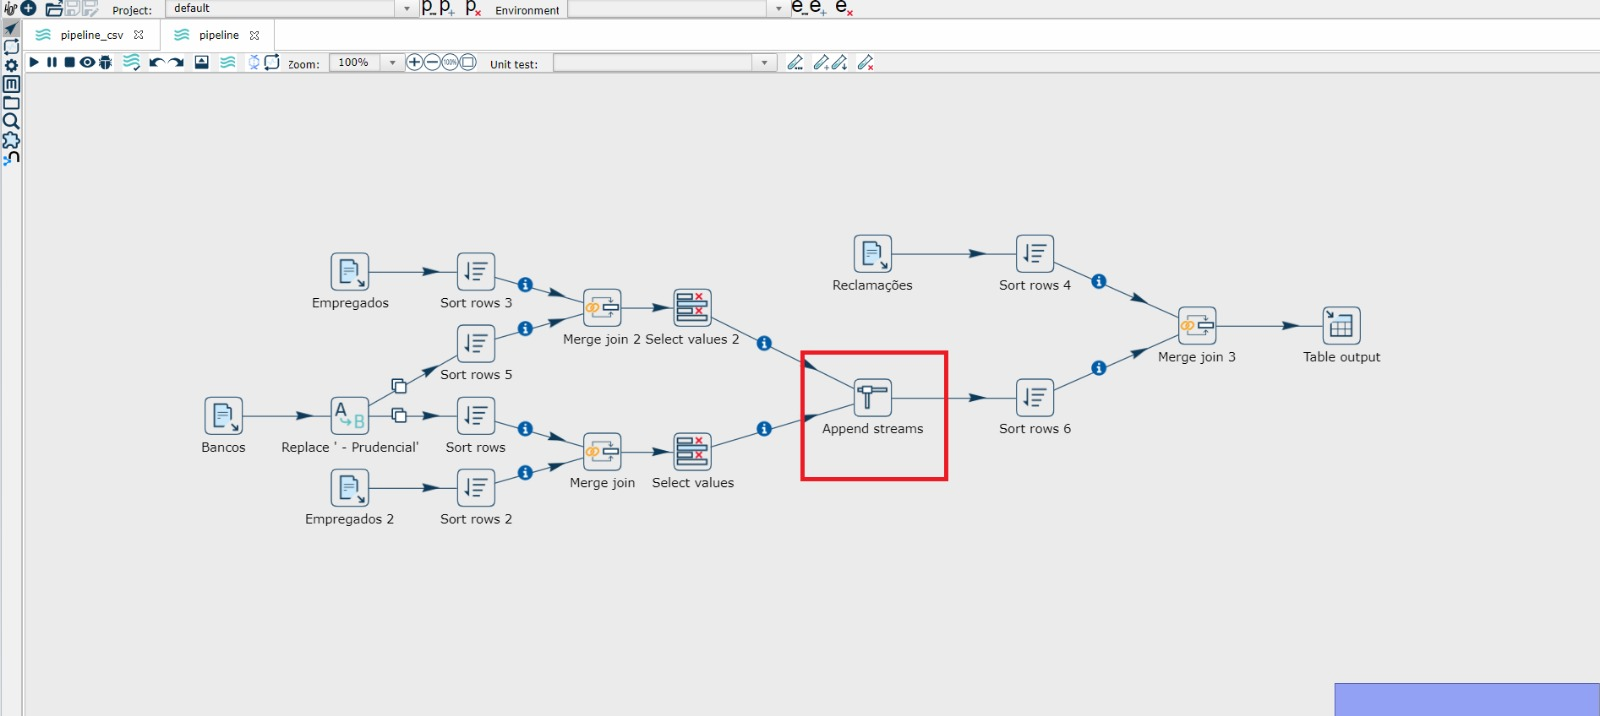 Project:
default
Environment
pipeline_csv
pipeline
Zoom:
100%
Unit test:
Reclamações
Sort rows 4
Empregados
Sort rows 3
Merge join 2
Select values 2
Merge join 3
Table output
Sort rows 5
Append streams
Sort rows 6
Bancos
Replace ' - Prudencial'
Sort rows
Merge join
Select values
Empregados 2
Sort rows 2